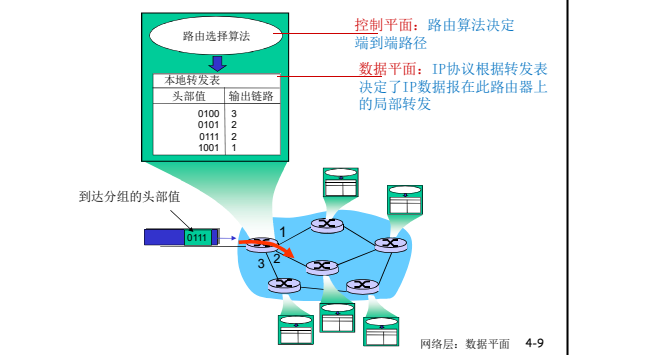 路由选择算法
控制平面：路由算法决定
端到端路径
数据平面：IP协议根据转发表
决定了IP数据报在此路由器上
的局部转发
本地转发表
头部值 输出链路
0100 3
0101 2
0111 2
1001 1
到达分组的头部值
0111
1
2
3
网络层：数据平面 4-9